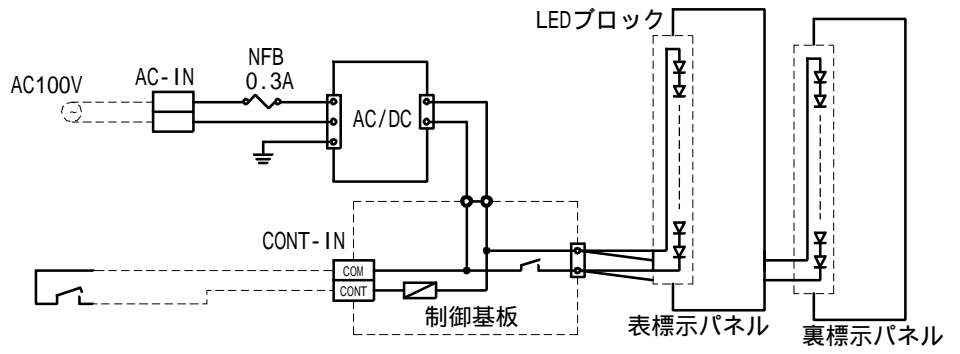 LEDブロック
NFB
0.3A
AC-IN
AC100V
AC/DC
CONT-IN
COM
CONT
制御基板
表標示パネル
裏標示パネル